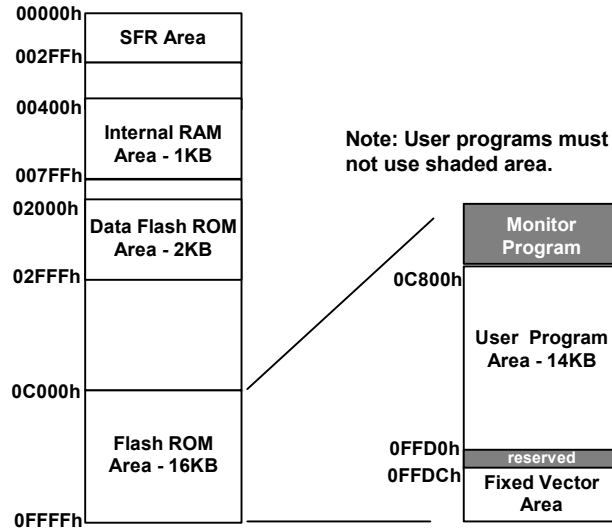 00000h
SFR Area
002FFh
00400h
Internal RAM
Area - 1KB
007FFh
02000h
Data Flash ROM
Area - 2KB
02FFFh
0C000h
Flash ROM
Area - 16KB
0FFFFh
Note: User programs must
not use shaded area.
Monitor
Program
0C800h
User Program
Area - 14KB
0FFD0h
reserved
0FFDCh
Fixed Vector
Area